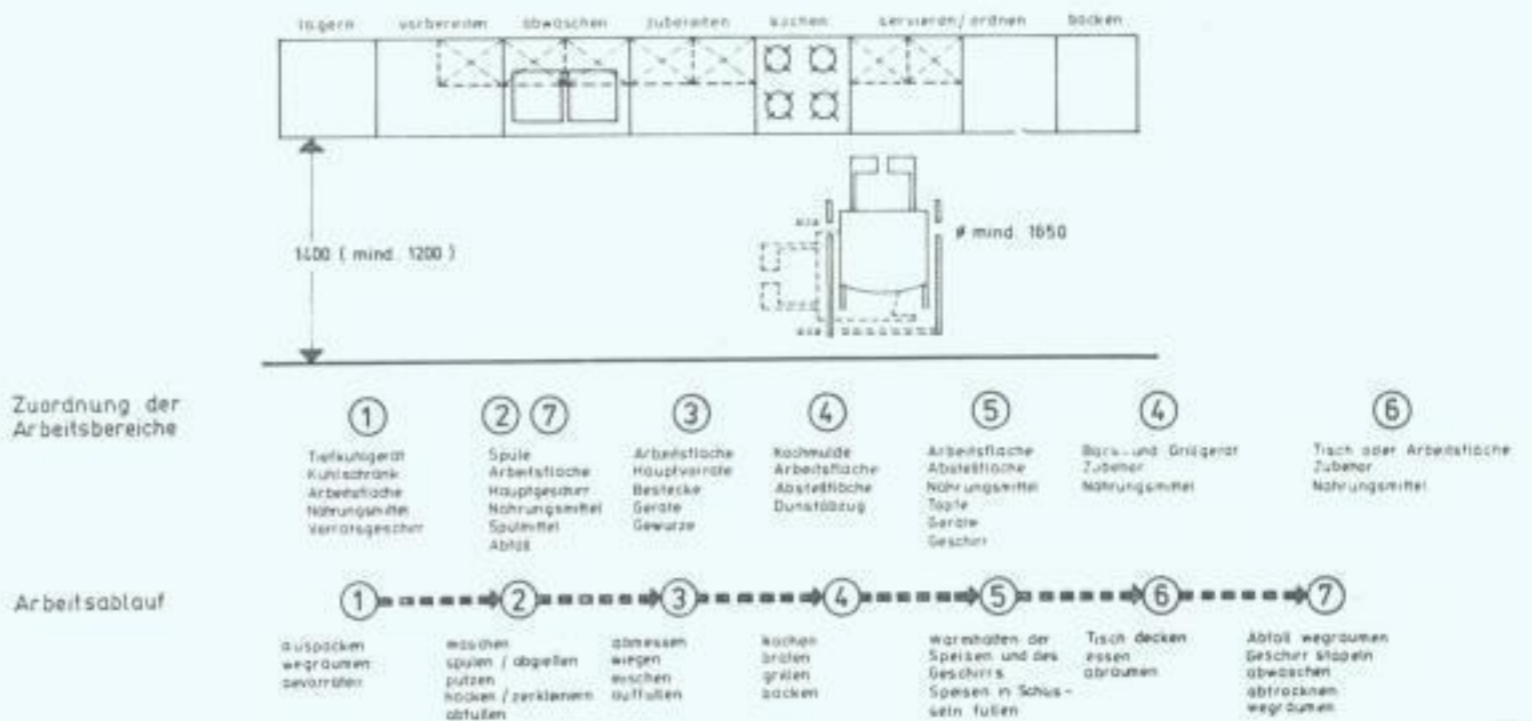 lagern vorbereiten abwaschen zubereiten kochen servieren/ordnen backen
1400 ( mind. 1200 )
ø mind. 1650
Zuordnung der
Arbeitsbereiche
1
Tiefkühlgerät
Kühlschrank
Arbeitsfläche
Nahrungsmittel
Vorratsgeschirr
2 7
Spüle
Arbeitsfläche
Hauptgeschirr
Nahrungsmittel
Spülmittel
Abfall
3
Arbeitsfläche
Hauptvorräte
Bestecke
Geräte
Gewürze
4
Kochmulde
Arbeitsfläche
Abstellfläche
Dunstabzug
5
Arbeitsfläche
Abstellfläche
Nahrungsmittel
Töpfe
Geräte
Geschirr
4
Back- und Grillgerät
Zubehör
Nahrungsmittel
6
Tisch oder Arbeitsfläche
Zubehör
Nahrungsmittel
Arbeitsablauf
1 2 3 4 5 6 7
auspacken
wegräumen
bevorraten
waschen
spülen / abgießen
putzen
hacken / zerkleinern
abfüllen
abmessen
wiegen
mischen
auffüllen
kochen
braten
grillen
backen
Warmhalten der
Speisen und des
Geschirrs
Speisen in Schüs-
seln füllen
Tisch decken
essen
abräumen
Abfall wegräumen
Geschirr stapeln
abwaschen
abtrocknen
wegräumen